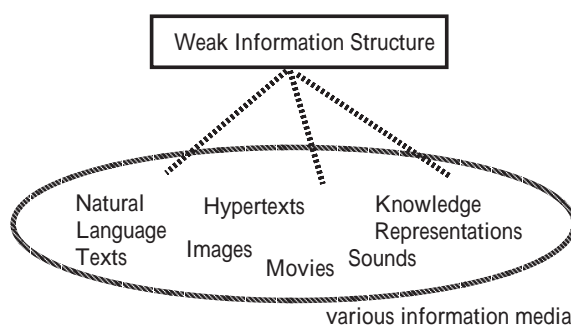 Weak Information Structure
Natural
Language
Texts
Hypertexts
Images
Movies
Knowledge
Representations
Sounds
various information media